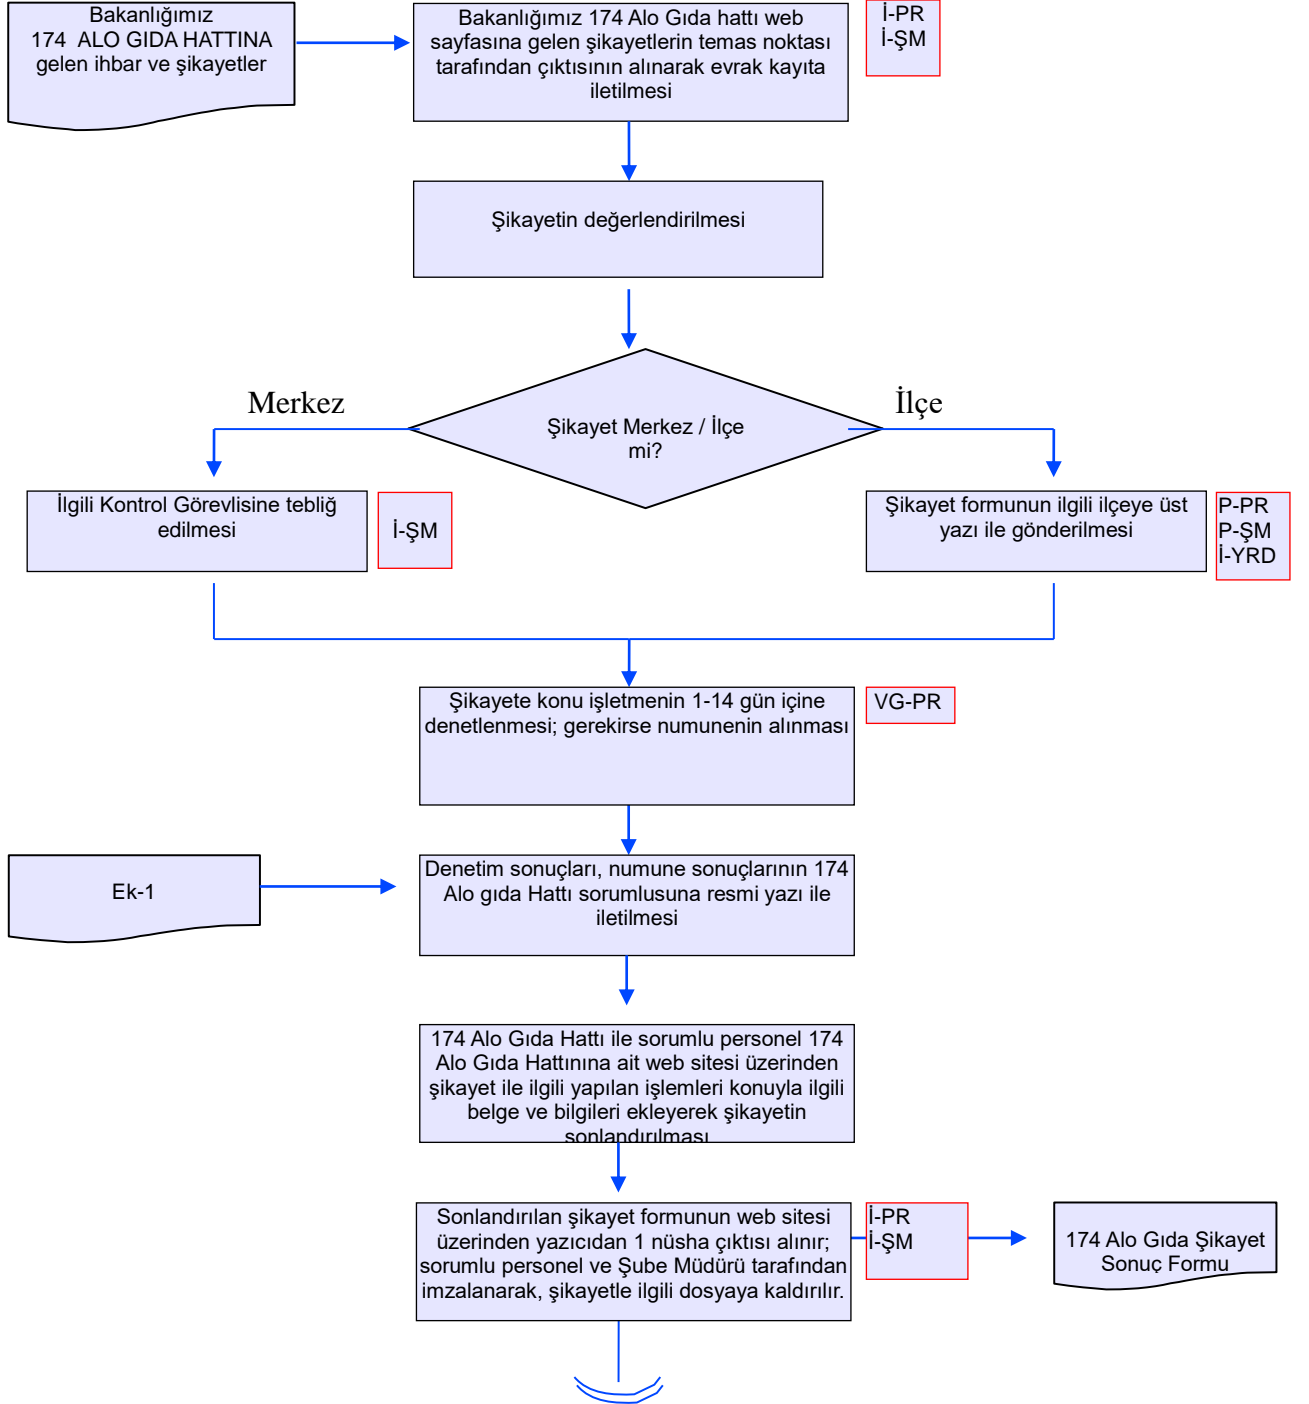 Bakanlığımız
174 ALO GIDA HATTINA
gelen ihbar ve şikayetler
Bakanlığımız 174 Alo Gıda hattı web
sayfasına gelen şikayetlerin temas noktası
tarafından çıktısının alınarak evrak kayıta
iletilmesi
İ-PR
İ-ŞM
Şikayetin değerlendirilmesi
Merkez
İlçe
Şikayet Merkez / İlçe
mi?
İlgili Kontrol Görevlisine tebliğ
edilmesi
İ-ŞM
Şikayet formunun ilgili ilçeye üst
yazı ile gönderilmesi
P-PR
P-ŞM
İ-YRD
Şikayete konu işletmenin 1-14 gün içine
denetlenmesi; gerekirse numunenin alınması
VG-PR
Ek-1
Denetim sonuçları, numune sonuçlarının 174
Alo gıda Hattı sorumlusuna resmi yazı ile
iletilmesi
174 Alo Gıda Hattı ile sorumlu personel 174
Alo Gıda Hattınına ait web sitesi üzerinden
şikayet ile ilgili yapılan işlemleri konuyla ilgili
belge ve bilgileri ekleyerek şikayetin
sonlandırılması
Sonlandırılan şikayet formunun web sitesi
üzerinden yazıcıdan 1 nüsha çıktısı alınır;
sorumlu personel ve Şube Müdürü tarafından
imzalanarak, şikayetle ilgili dosyaya kaldırılır.
İ-PR
İ-ŞM
174 Alo Gıda Şikayet
Sonuç Formu